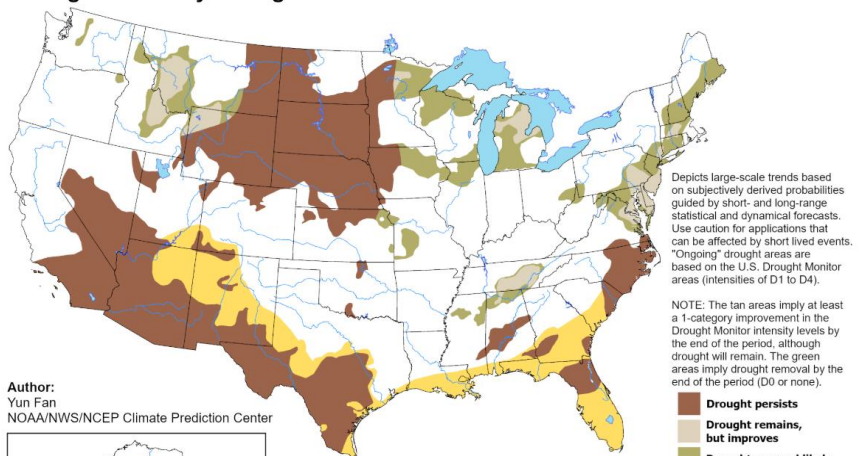 Depicts large-scale trends based
on subjectively derived probabilities
guided by short- and long-range
statistical and dynamical forecasts.
Use caution for applications that
can be affected by short lived events.
"Ongoing" drought areas are
based on the U.S. Drought Monitor
areas (intensities of D1 to D4).
NOTE: The tan areas imply at least
a 1-category improvement in the
Drought Monitor intensity levels by
the end of the period, although
drought will remain. The green
areas imply drought removal by the
end of the period (D0 or none).
Author:
Yun Fan
NOAA/NWS/NCEP Climate Prediction Center
Drought persists
Drought remains,
but improves